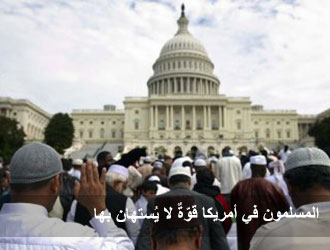 المسلمون في أمريكا قوّةٌ لا يُستهان بها